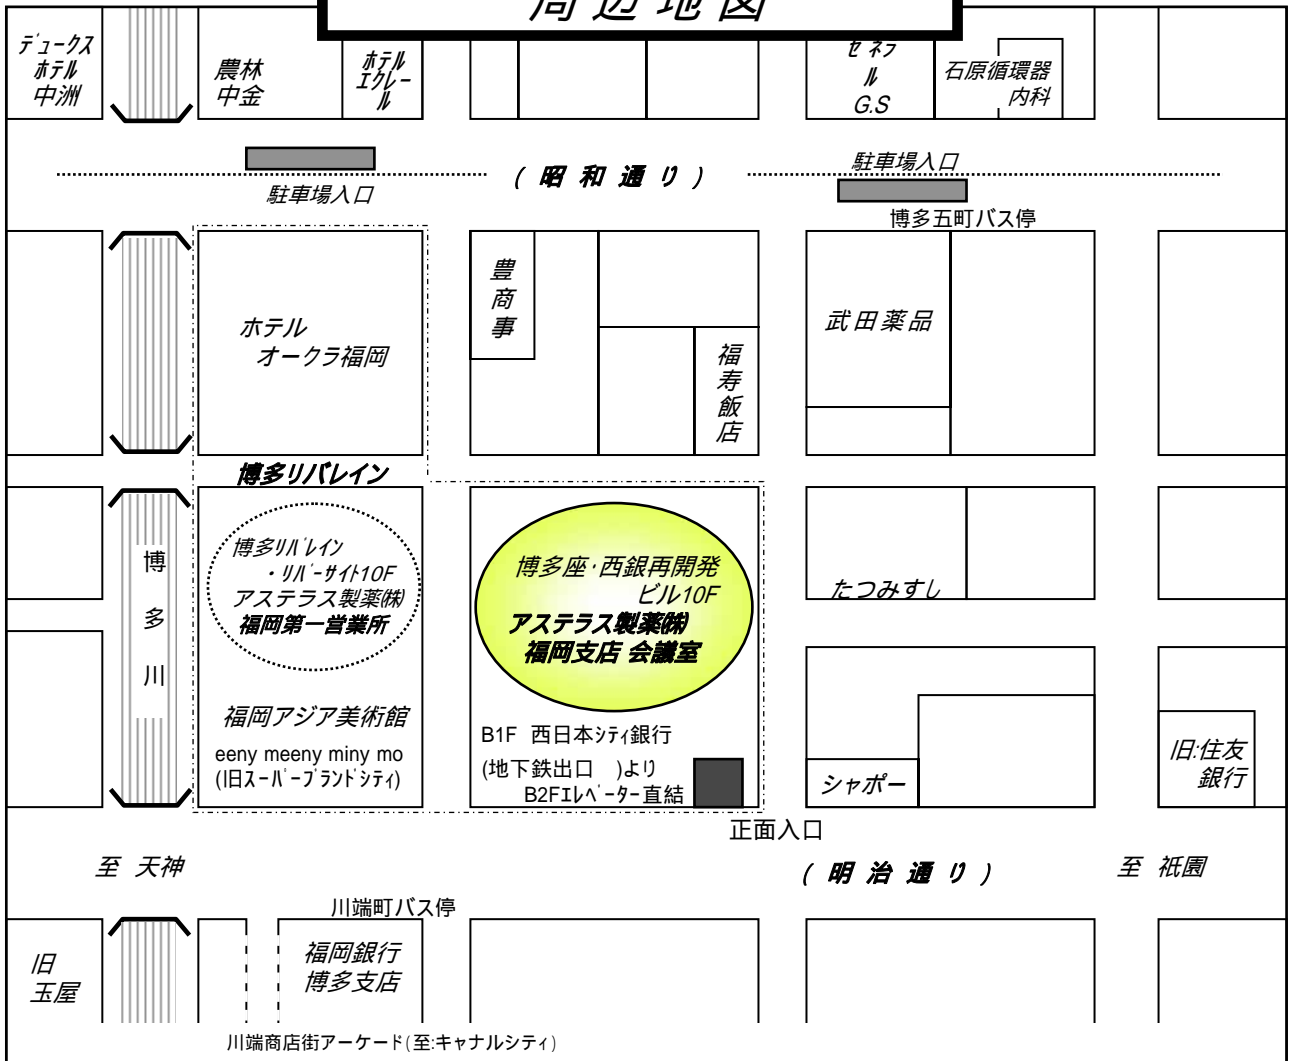 周辺地図
デュークス
ホテル
中洲
農林
中金
ホテル
エクレー
ル
セネラ
ル
G.S
石原循環器
内科
駐車場入口
(昭和通り)
駐車場入口
博多五町バス停
ホテル
オークラ福岡
豊商事
福寿飯店
武田薬品
博多リバレイン
博多川
博多リバレイン
・リバーサイト10F
アステラス製薬㈱
福岡第一営業所
福岡アジア美術館
eeny meeny miny mo
(旧スーパーブランドシティ)
博多座・西銀再開発
ビル10F
アステラス製薬㈱
福岡支店 会議室
B1F 西日本シティ銀行
(地下鉄出口 )より
B2Fエレベーター直結
正面入口
たつみすし
シャポー
旧:住友
銀行
至 天神
(明治通り)
至 祇園
川端町バス停
旧
玉屋
福岡銀行
博多支店
川端商店街アーケード(至:キャナルシティ)